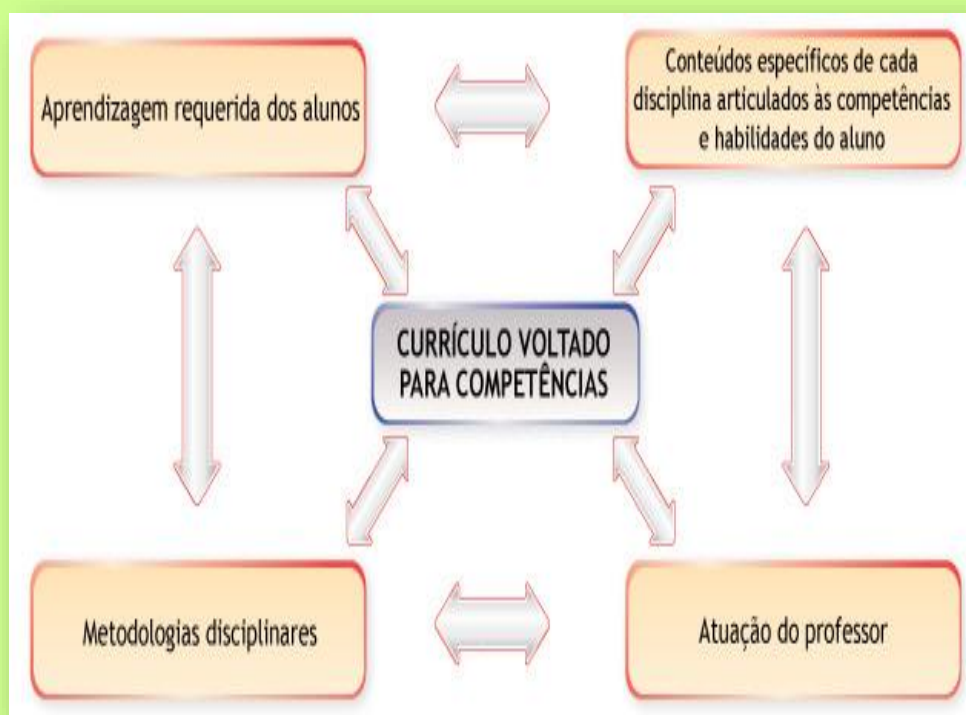 Aprendizagem requerida dos alunos
Conteúdos específicos de cada
disciplina articulados às competências
e habilidades do aluno
CURRÍCULO VOLTADO
PARA COMPETÊNCIAS
Metodologias disciplinares
Atuação do professor